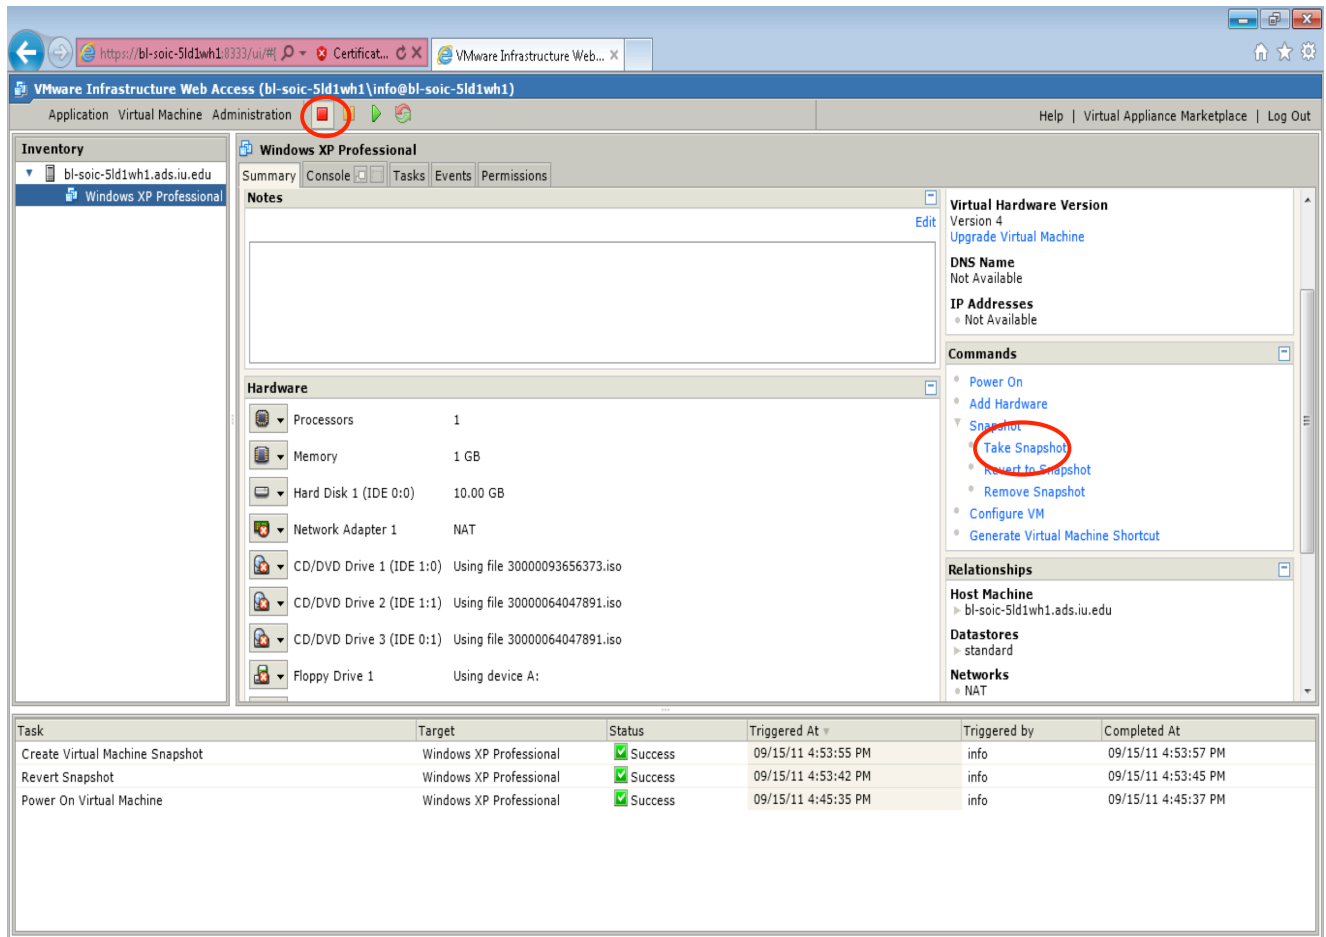 https://bl-soic-5ld1wh1:8333/ui/#[ Certificat... VMware Infrastructure Web...
VMware Infrastructure Web Access (bl-soic-5ld1wh1\info@bl-soic-5ld1wh1)
Application Virtual Machine Administration Help | Virtual Appliance Marketplace | Log Out
Inventory
bl-soic-5ld1wh1.ads.iu.edu
Windows XP Professional
Windows XP Professional
Summary Console Tasks Events Permissions
Notes
Edit
Hardware
Processors 1
Memory 1 GB
Hard Disk 1 (IDE 0:0) 10.00 GB
Network Adapter 1 NAT
CD/DVD Drive 1 (IDE 1:0) Using file 30000093656373.iso
CD/DVD Drive 2 (IDE 1:1) Using file 30000064047891.iso
CD/DVD Drive 3 (IDE 0:1) Using file 30000064047891.iso
Floppy Drive 1 Using device A:
Virtual Hardware Version
Version 4
Upgrade Virtual Machine
DNS Name
Not Available
IP Addresses
Not Available
Commands
Power On
Add Hardware
Snapshot
Take Snapshot
Revert to Snapshot
Remove Snapshot
Configure VM
Generate Virtual Machine Shortcut
Relationships
Host Machine
bl-soic-5ld1wh1.ads.iu.edu
Datastores
standard
Networks
NAT
Task Target Status Triggered At Triggered by Completed At
Create Virtual Machine Snapshot Windows XP Professional Success 09/15/11 4:53:55 PM info 09/15/11 4:53:57 PM
Revert Snapshot Windows XP Professional Success 09/15/11 4:53:42 PM info 09/15/11 4:53:45 PM
Power On Virtual Machine Windows XP Professional Success 09/15/11 4:45:35 PM info 09/15/11 4:45:37 PM